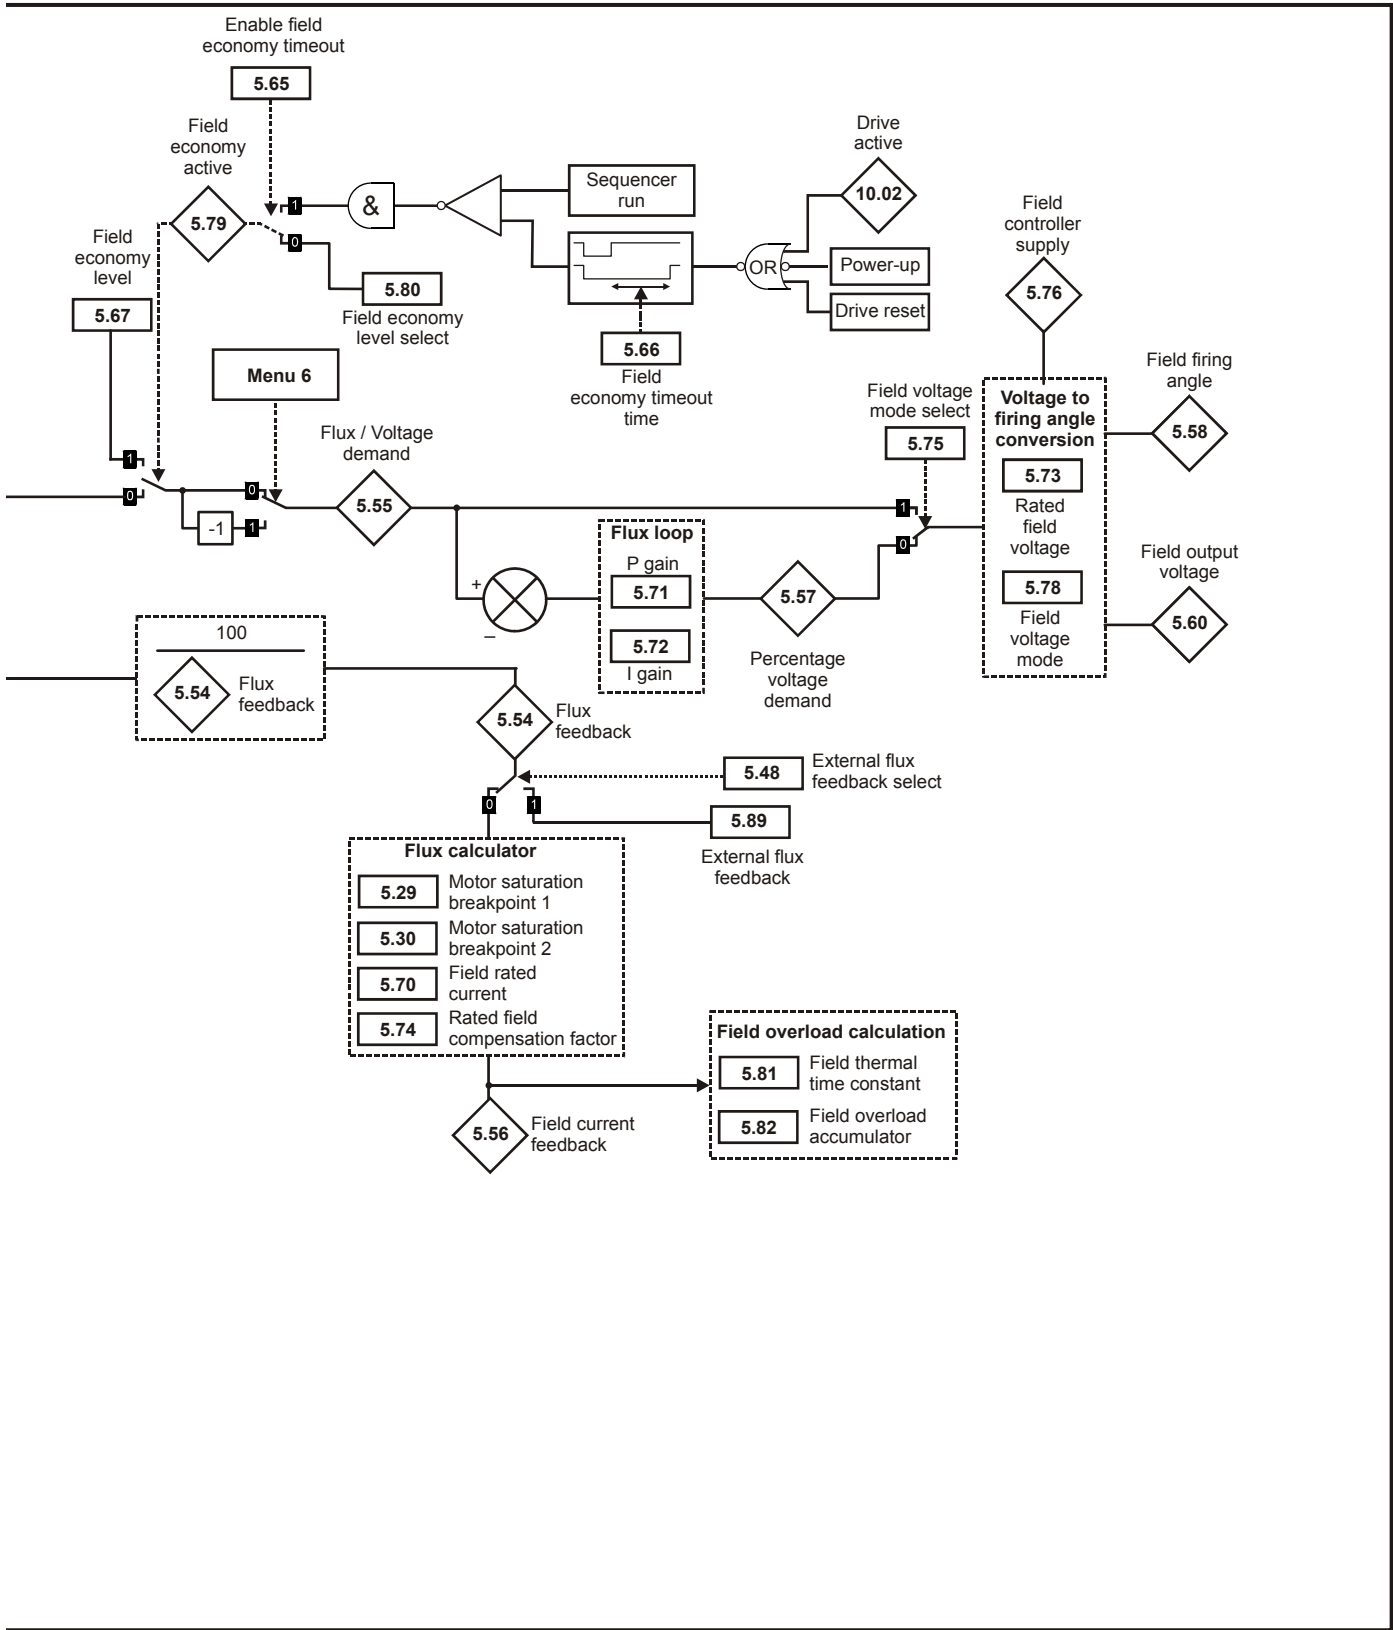 Enable field
economy timeout
5.65
Field
economy
active
5.79
1
0
&
Sequencer
run
Drive
active
10.02
OR
Power-up
Drive reset
5.80
Field economy
level select
5.66
Field
economy timeout
time
Field
economy
level
5.67
Menu 6
1
0
0
-1
1
Flux / Voltage
demand
5.55
Field
controller
supply
5.76
Field voltage
mode select
5.75
1
0
Voltage to
firing angle
conversion
5.73
Rated
field
voltage
5.78
Field
voltage
mode
Field firing
angle
5.58
Field output
voltage
5.60
+
–
Flux loop
P gain
5.71
5.72
I gain
5.57
Percentage
voltage
demand
100
5.54
Flux
feedback
5.54
Flux
feedback
5.48
External flux
feedback select
0
1
5.89
External flux
feedback
Flux calculator
5.29
Motor saturation
breakpoint 1
5.30
Motor saturation
breakpoint 2
5.70
Field rated
current
5.74
Rated field
compensation factor
Field overload calculation
5.81
Field thermal
time constant
5.82
Field overload
accumulator
5.56
Field current
feedback